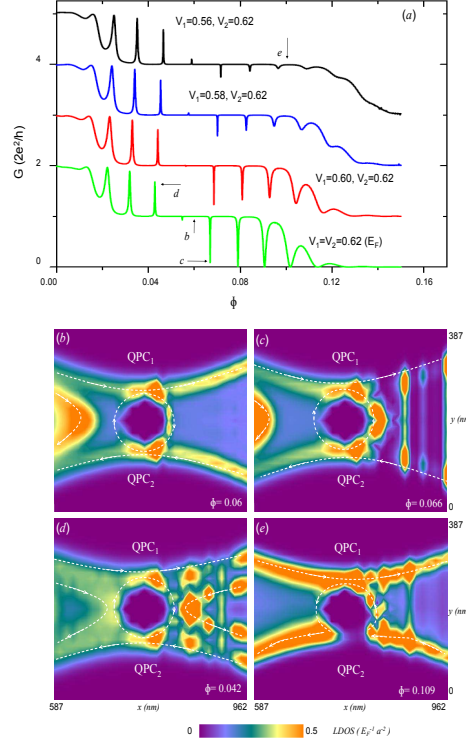 (a)
V1=0.56, V2=0.62
e
V1=0.58, V2=0.62
V1=0.60, V2=0.62
d
b
c
V1=V2=0.62 (EF)
G (2e²/h)
4
2
0
0.00 0.04 0.08 0.12 0.16
ϕ
(b) QPC1 QPC2 ϕ= 0.06
(c) QPC1 QPC2 ϕ= 0.066
387
y (nm)
0
(d) QPC1 QPC2 ϕ= 0.042
(e) QPC1 QPC2 ϕ= 0.109
387
y (nm)
0
587 x (nm) 962 587 x (nm) 962
0 0.5 LDOS ( EF⁻¹ a⁻² )